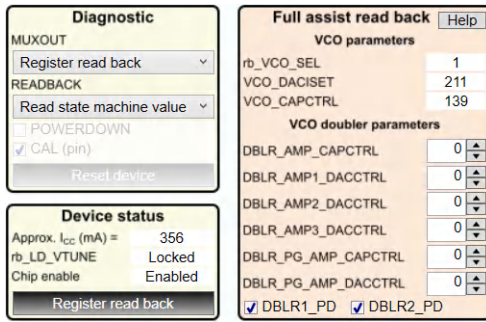 Diagnostic
MUXOUT
Register read back
READBACK
Read state machine value
POWERDOWN
CAL (pin)
Reset device
Device status
Approx. ICC (mA) = 356
rb_LD_VTUNE Locked
Chip enable Enabled
Register read back
Full assist read back Help
VCO parameters
rb_VCO_SEL 1
VCO_DACISET 211
VCO_CAPCTRL 139
VCO doubler parameters
DBLR_AMP_CAPCTRL 0
DBLR_AMP1_DACCTRL 0
DBLR_AMP2_DACCTRL 0
DBLR_AMP3_DACCTRL 0
DBLR_PG_AMP_CAPCTRL 0
DBLR_PG_AMP_DACCTRL 0
DBLR1_PD DBLR2_PD